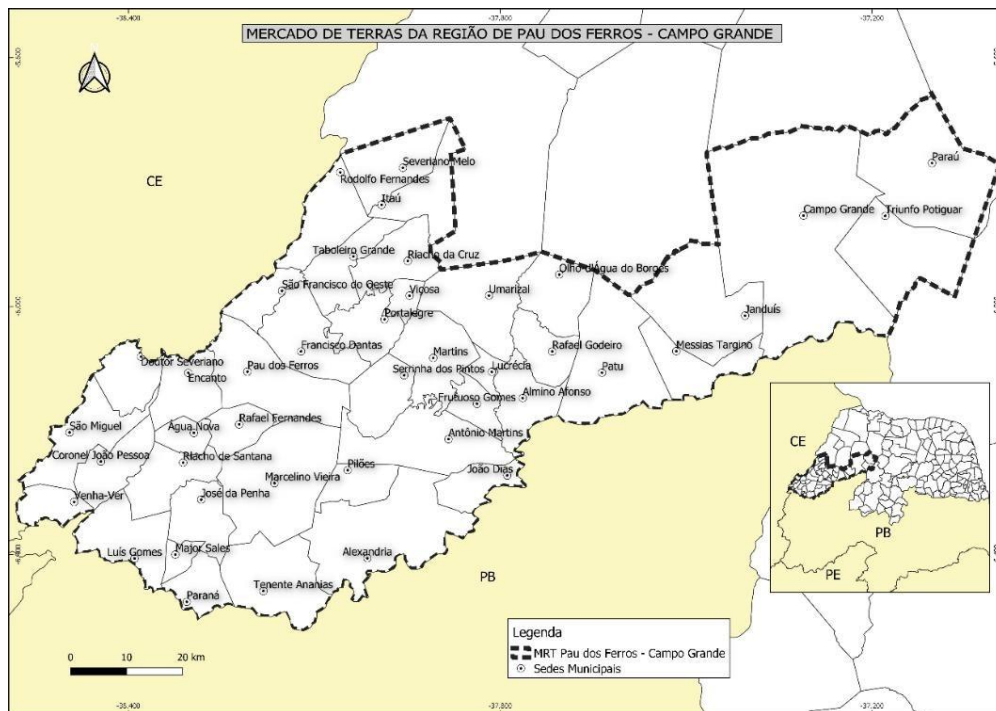 -38,400
-37,800
-37,200
MERCADO DE TERRAS DA REGIÃO DE PAU DOS FERROS - CAMPO GRANDE
CE
Severiano Melo
Rodolfo Fernandes
Itaú
Paraú
Campo Grande
Triunfo Potiguar
Taboleiro Grande
Riacho da Cruz
Olho d'Água do Borges
São Francisco do Oeste
Viçosa
Umarizal
Portalegre
Janduís
Francisco Dantas
Martins
Rafael Godeiro
Messias Targino
Doutor Severiano
Encanto
Pau dos Ferros
Serrinha dos Pintos
Lucrécia
Patu
Frutuoso Gomes
Almino Afonso
Rafael Fernandes
São Miguel
Água Nova
Antônio Martins
Coronel João Pessoa
Riacho de Santana
Pilões
João Dias
Marcelino Vieira
Venha-Ver
José da Penha
Luís Gomes
Major Sales
Alexandria
PB
Tenente Ananias
Paraná
CE
PB
PE
0 10 20 km
Legenda
MRT Pau dos Ferros - Campo Grande
Sedes Municipais
-38,400
-37,800
-37,200